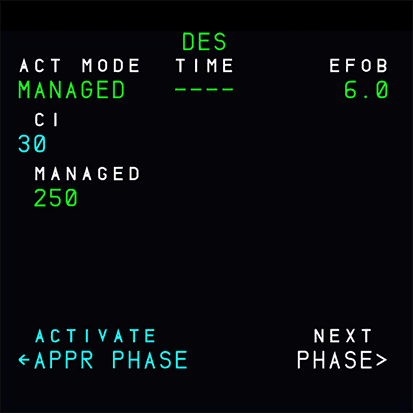 DES
ACT MODE TIME EFOB
MANAGED ---- 6.0
CI
30
MANAGED
250
ACTIVATE NEXT
←APPR PHASE PHASE>